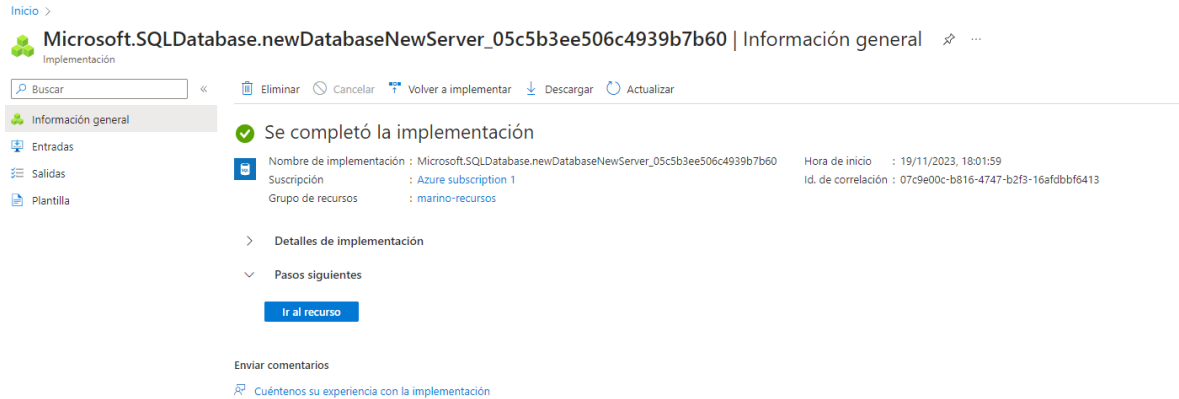 Inicio >
Microsoft.SQLDatabase.newDatabaseNewServer_05c5b3ee506c4939b7b60 | Información general ...
Implementación
Buscar «
Eliminar Cancelar Volver a implementar Descargar Actualizar
Información general
Entradas
Salidas
Plantilla
Se completó la implementación
Nombre de implementación : Microsoft.SQLDatabase.newDatabaseNewServer_05c5b3ee506c4939b7b60 Hora de inicio : 19/11/2023, 18:01:59
Suscripción : Azure subscription 1 Id. de correlación : 07c9e00c-b816-4747-b2f3-16afdbbf6413
Grupo de recursos : marino-recursos
Detalles de implementación
Pasos siguientes
Ir al recurso
Enviar comentarios
Cuéntenos su experiencia con la implementación